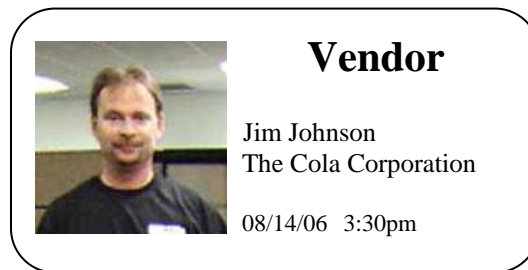 Vendor
Jim Johnson
The Cola Corporation
08/14/06 3:30pm